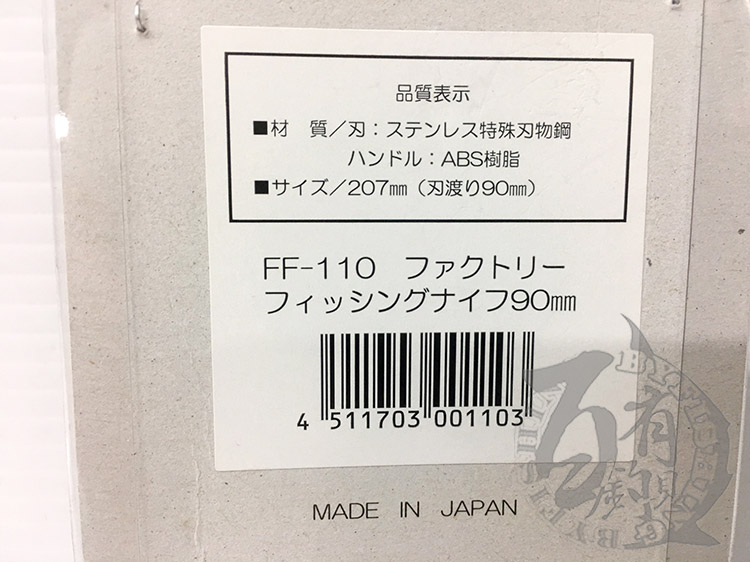 品質表示
■材　質／刃：ステンレス特殊刃物鋼
ハンドル：ABS樹脂
■サイズ／207㎜（刃渡り90㎜）
FF-110　ファクトリー
フィッシングナイフ90㎜
4 511703 001103
MADE IN JAPAN